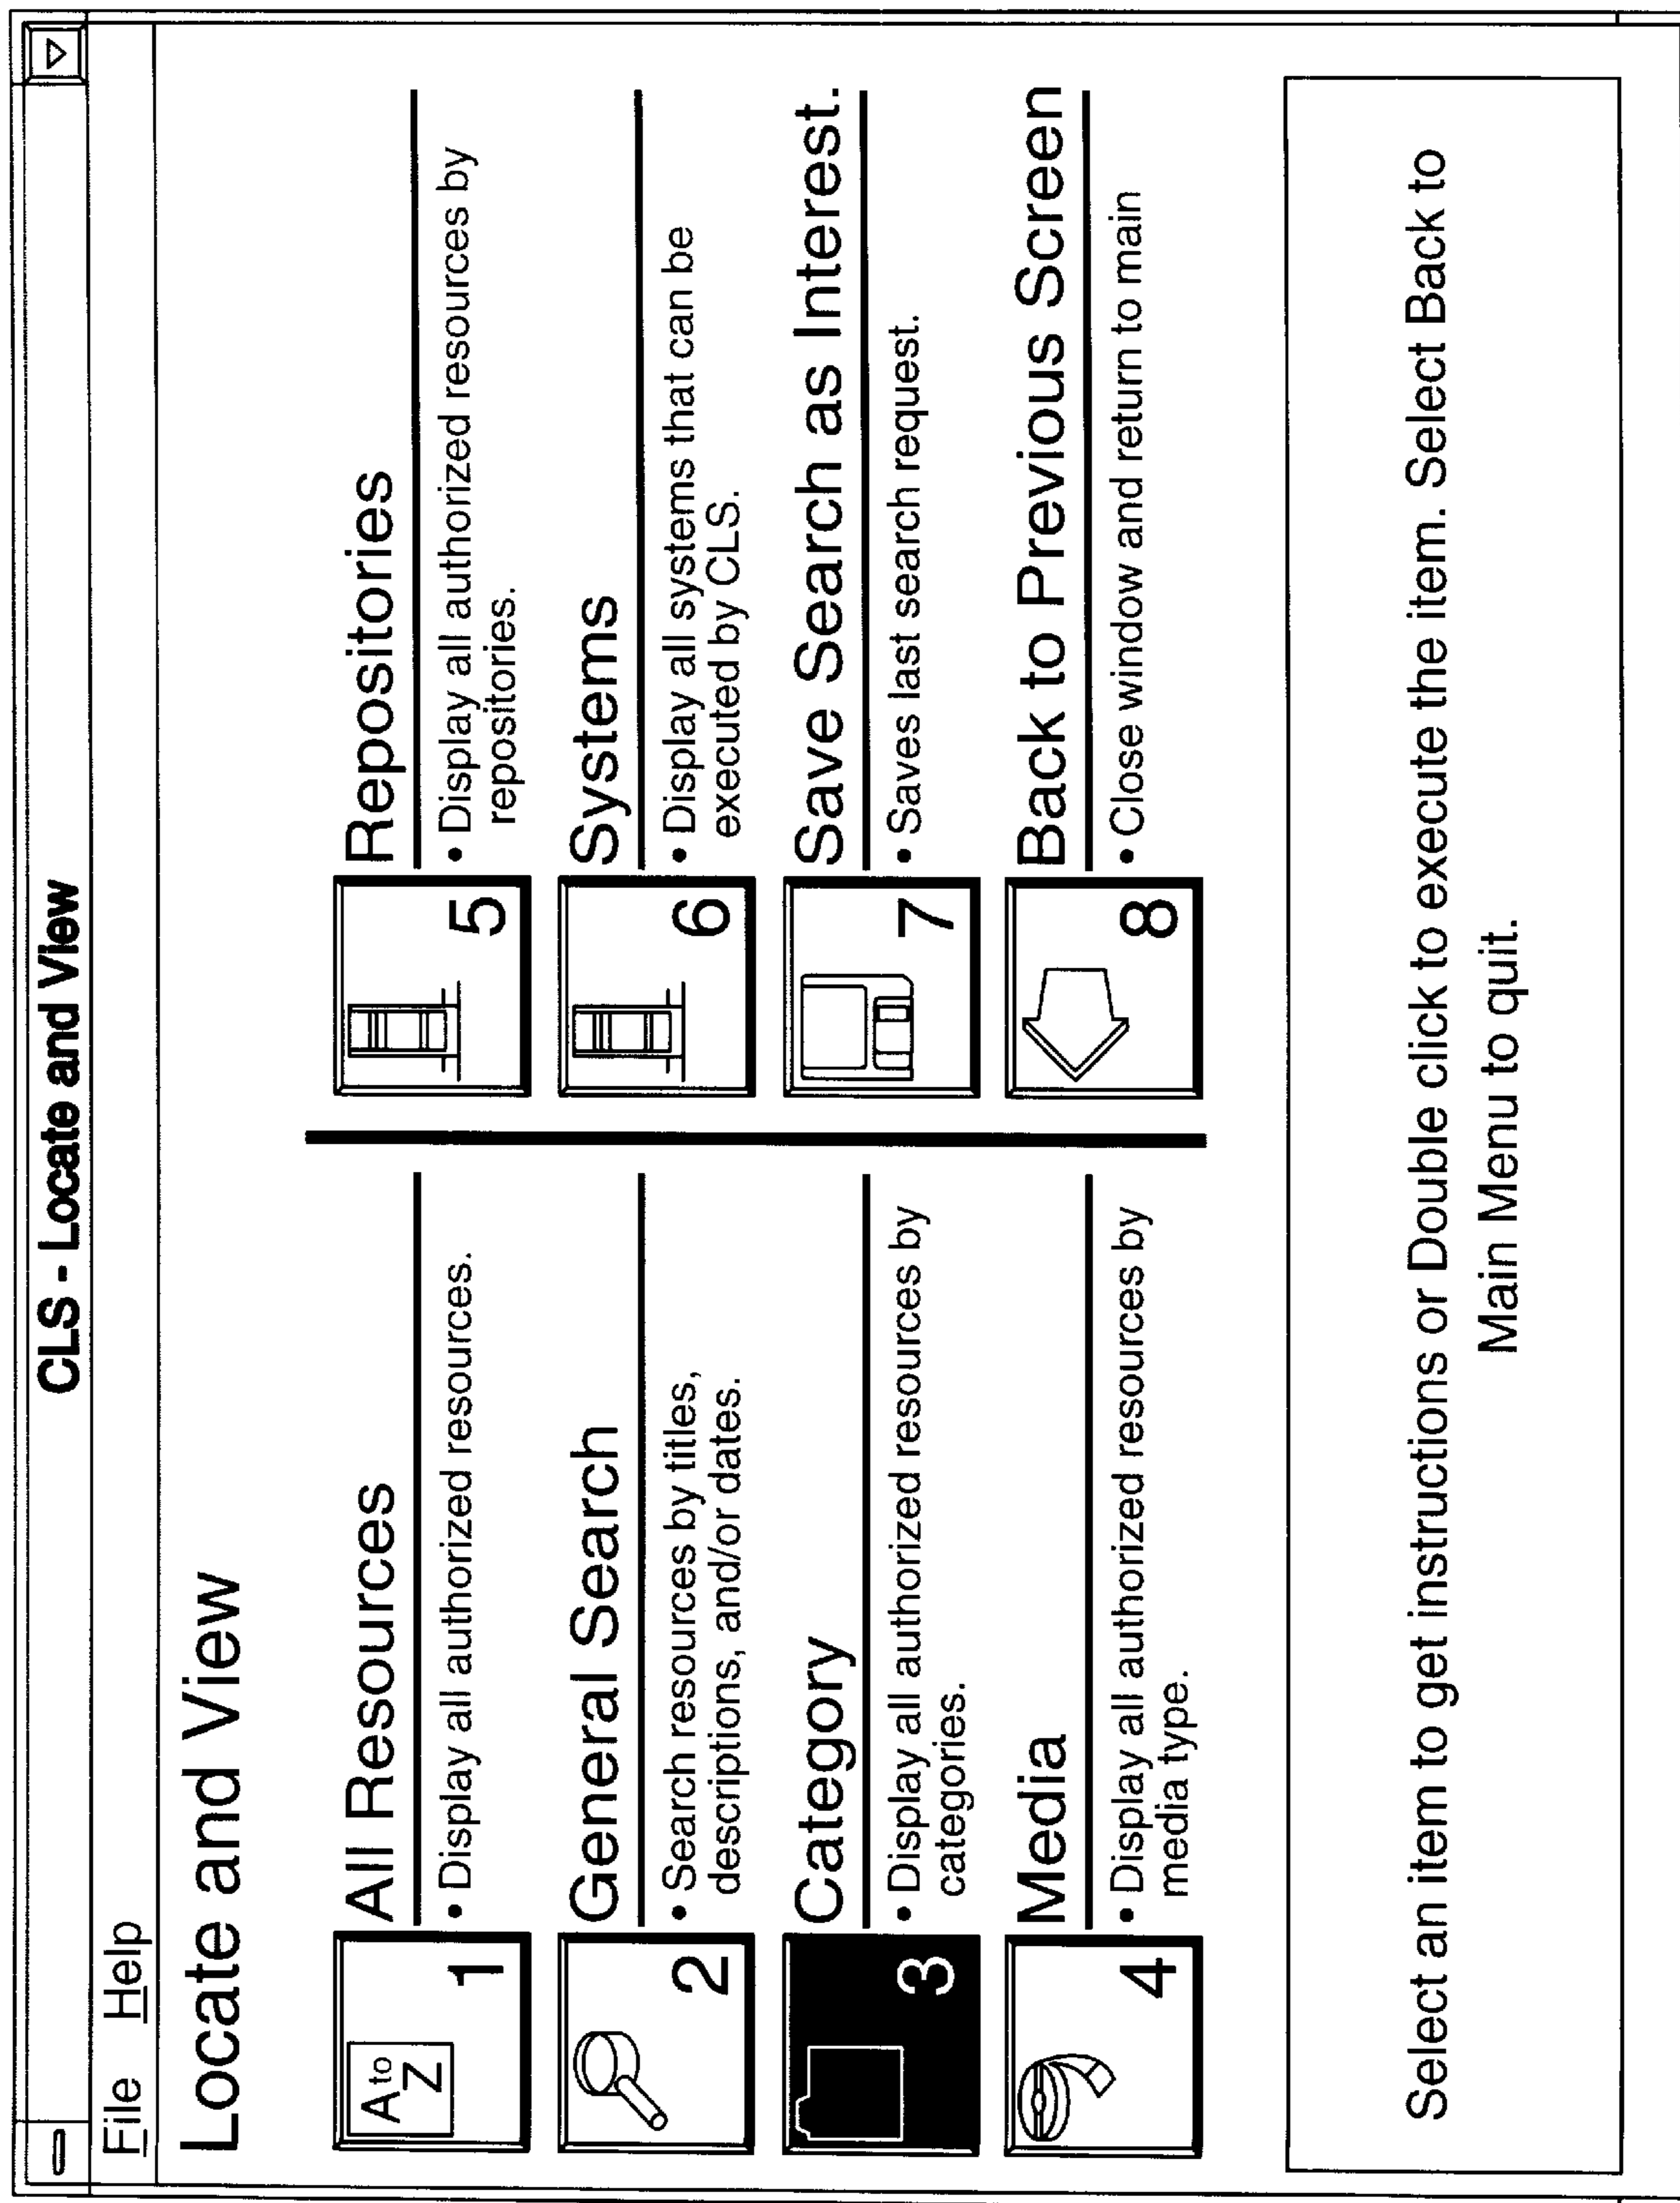 CLS - Locate and View
File Help
Locate and View
A to
Z
1
All Resources
• Display all authorized resources.
2
General Search
• Search resources by titles,
descriptions, and/or dates.
3
Category
• Display all authorized resources by
categories.
4
Media
• Display all authorized resources by
media type.
5
Repositories
• Display all authorized resources by
repositories.
6
Systems
• Display all systems that can be
executed by CLS.
7
Save Search as Interest.
• Saves last search request.
8
Back to Previous Screen
• Close window and return to main
Select an item to get instructions or Double click to execute the item. Select Back to
Main Menu to quit.